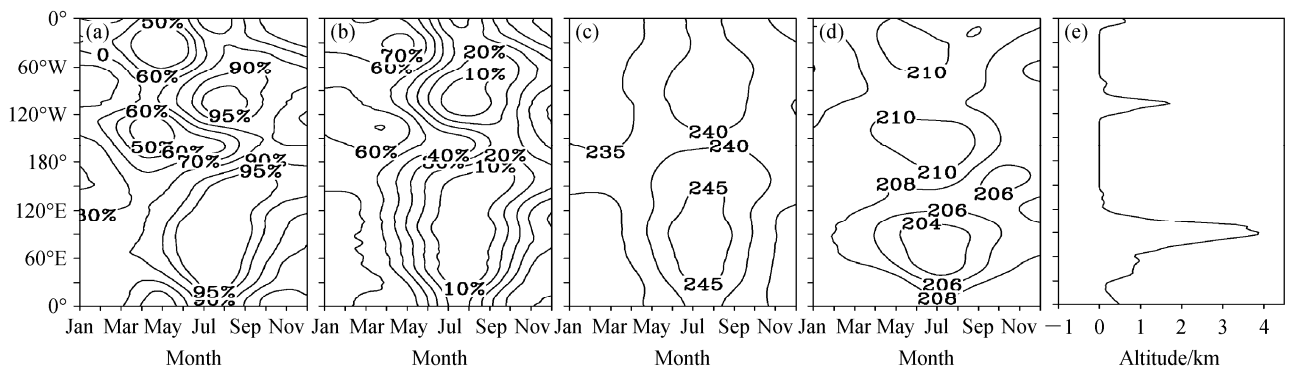 0°
60°W
120°W
180°
120°E
60°E
0°
(a)
50%
0
60%
90%
60%
95%
50%
60%
70%
90%
95%
80%
95%
90%
Jan Mar May Jul Sep Nov
Month
(b)
70%
60%
20%
10%
60%
40%
20%
10%
10%
Jan Mar May Jul Sep Nov
Month
(c)
240
235
240
245
245
Jan Mar May Jul Sep Nov
Month
(d)
210
210
210
208
206
206
204
206
208
Jan Mar May Jul Sep Nov
Month
(e)
−1 0 1 2 3 4
Altitude/km